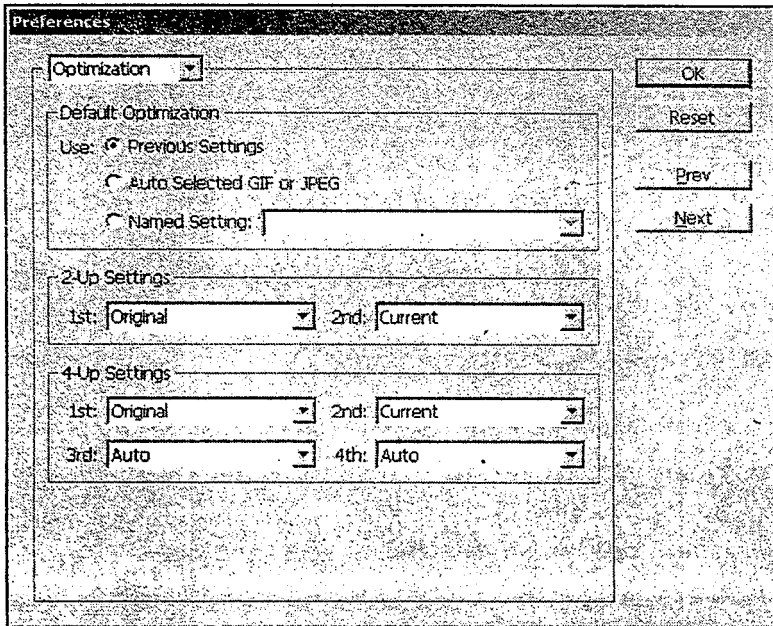 Preferences
Optimization
OK
Default Optimization
Reset
Use: Previous Settings
Auto Selected GIF or JPEG
Prev
Named Setting:
Next
2-Up Settings
1st: Original 2nd: Current
4-Up Settings
1st: Original 2nd: Current
3rd: Auto 4th: Auto